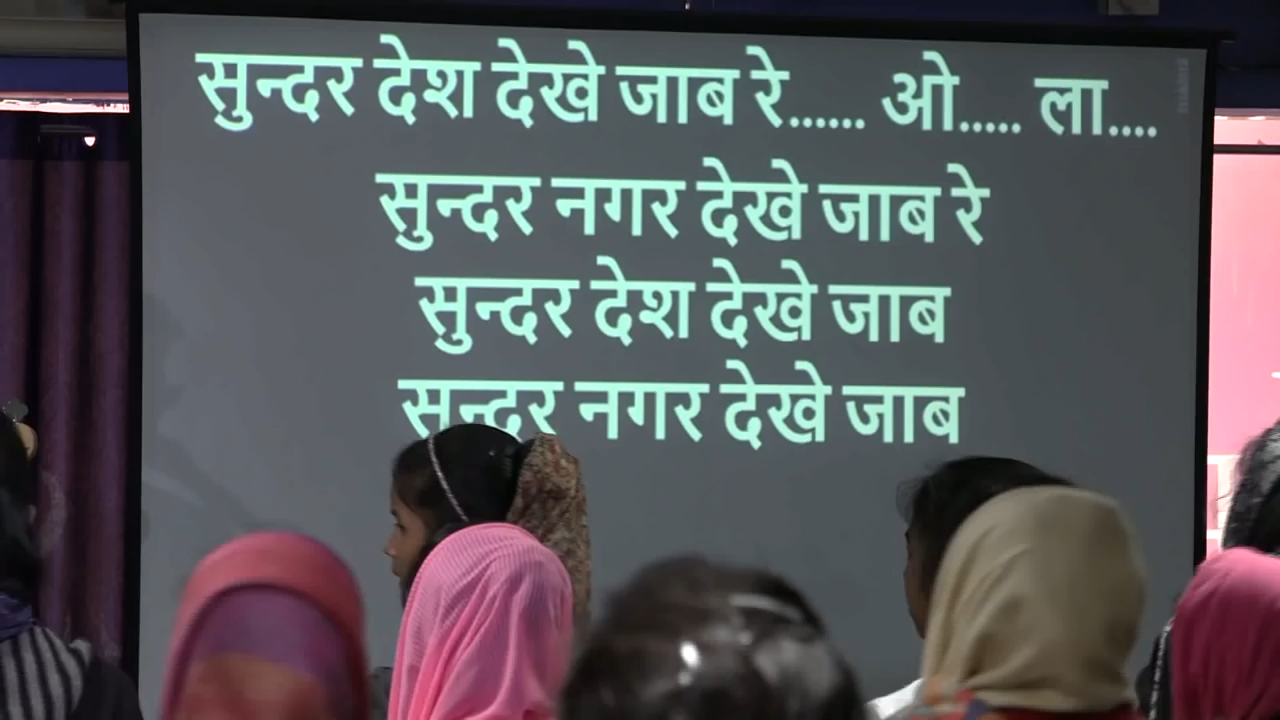 सुन्दर देश देखे जाब रे...... ओ..... ला....
सुन्दर नगर देखे जाब रे
सुन्दर देश देखे जाब
सुन्दर नगर देखे जाब